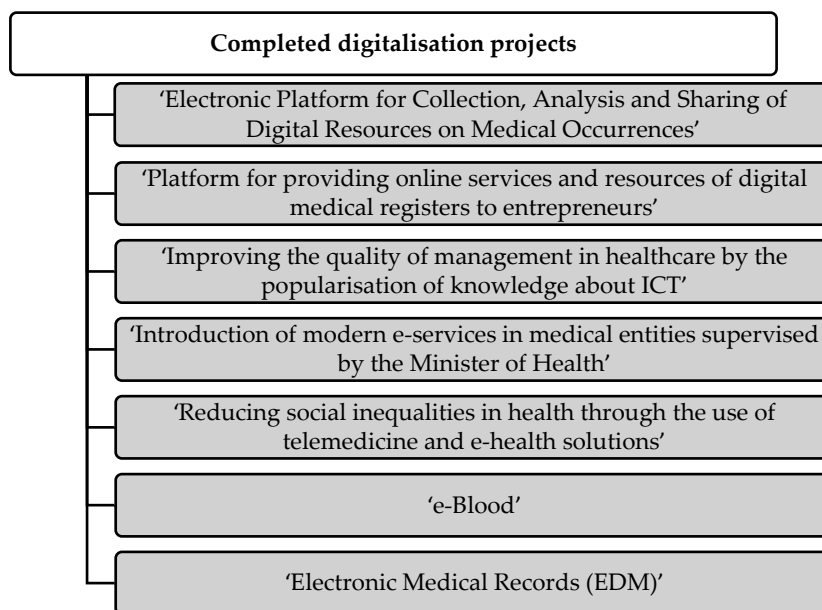 Completed digitalisation projects
‘Electronic Platform for Collection, Analysis and Sharing of
Digital Resources on Medical Occurrences’
‘Platform for providing online services and resources of digital
medical registers to entrepreneurs’
‘Improving the quality of management in healthcare by the
popularisation of knowledge about ICT’
‘Introduction of modern e-services in medical entities supervised
by the Minister of Health’
‘Reducing social inequalities in health through the use of
telemedicine and e-health solutions’
‘e-Blood’
‘Electronic Medical Records (EDM)’